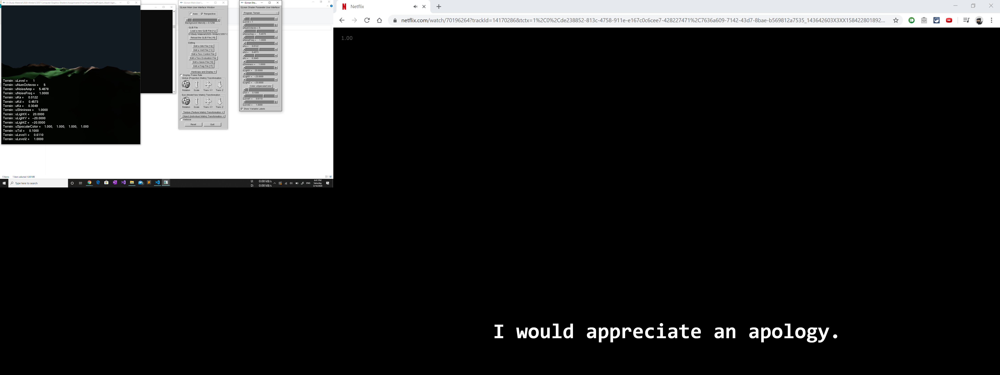 D:\Study Material\2020-Winter\CS557 Computer Graphics Shaders\Assignments\Final Project\FinalProject_Akash Agar...
Terrain : uLevel = 1
Terrain : uNumOctaves = 5
Terrain : uNoiseAmp = 5.4878
Terrain : uNoiseFreq = 1.0000
Terrain : uKa = 0.0122
Terrain : uKd = 0.4573
Terrain : uKs = 0.3049
Terrain : uShininess = 1.0000
Terrain : uLightX = 20.0000
Terrain : uLightY = -20.0000
Terrain : uLightZ = -20.0000
Terrain : uSpecularColor = 1.000, 1.000, 1.000, 1.000
Terrain : uTol = 0.1000
Terrain : uLevel1 = 0.6110
Terrain : uLevel2 = 1.0000
GLman Main User I...
GLman Main User Interface Window
Axes Perspective
Background Intensity = 0.1294
GLIB File
Load a new GLIB File [^L]
D:\Study Material\2020-Winter\CS557 C
Reload the GLIB File [^R]
Editing
Edit a Glib File [^G]
Edit a Vert File [^V]
Edit a Tess Control File
Edit a Tess Evaluation File
Edit a Geom File [^E]
Edit a Frag File [^F]
Hardcopy and Display +
Display Frame Rate
Global (Projection Matrix) Transformation
Rotation Scale Trans XY Trans Z
Eye (ModelView Matrix) Transformation
Rotation Scale Trans XY Trans Z
Texture (Texture Matrix) Transformation +
Object (Individual Matrix) Transformation +
Verbose
Reset Quit
GLman Sha...
GLman Shader Parameter User Interface
Program: Terrain
uLevel = 1
uNumOctaves = 5
uNoiseAmp = 5.4878
uNoiseFreq = 1.0000
uKa = 0.0122
uKd = 0.4573
uKs = 0.3049
uShininess = 1.0000
uLightX = 20.0000
uLightY = -20.0000
uLightZ = -20.0000
Color: uSpecularColor
uTol = 0.1000
uLevel1 = 0.6110
uLevel2 = 1.0000
Show Variable Labels
5 items 1 item selected 6.60 MB
Type here to search
U: 0.00 kB/s
D: 0.00 kB/s
ENG
4:41 PM
Saturday
3/14/2020
Netflix
netflix.com/watch/70196264?trackId=14170286&tctx=1%2C0%2Cde238852-813c-4758-911e-e167c0c6cee7-428227471%2C7636a609-7142-43d7-8bae-b569812a7535_143642603X3XX158422801892...
1.00
I would appreciate an apology.